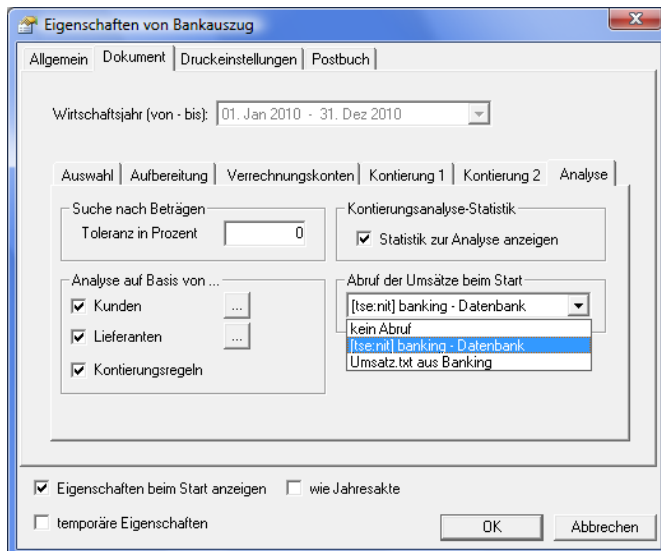 Eigenschaften von Bankauszug
Allgemein Dokument Druckeinstellungen Postbuch
Wirtschaftsjahr (von - bis): 01. Jan 2010 - 31. Dez 2010
Auswahl Aufbereitung Verrechnungskonten Kontierung 1 Kontierung 2 Analyse
Suche nach Beträgen
Toleranz in Prozent 0
Kontierungsanalyse-Statistik
Statistik zur Analyse anzeigen
Analyse auf Basis von ...
Kunden ...
Lieferanten ...
Kontierungsregeln
Abruf der Umsätze beim Start
[tse:nit] banking - Datenbank
kein Abruf
[tse:nit] banking - Datenbank
Umsatz.txt aus Banking
Eigenschaften beim Start anzeigen wie Jahresakte
temporäre Eigenschaften
OK Abbrechen